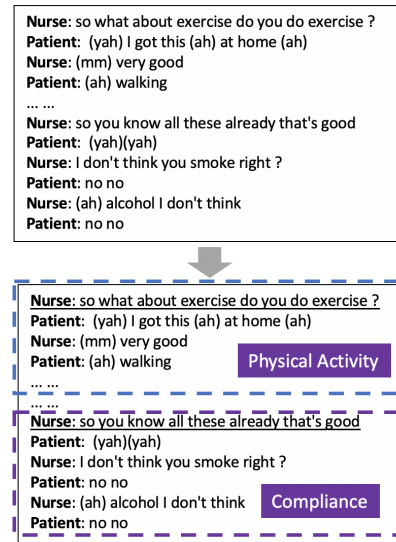 Nurse: so what about exercise do you do exercise ?
Patient: (yah) I got this (ah) at home (ah)
Nurse: (mm) very good
Patient: (ah) walking
... ...
Nurse: so you know all these already that's good
Patient: (yah)(yah)
Nurse: I don't think you smoke right ?
Patient: no no
Nurse: (ah) alcohol I don't think
Patient: no no
Nurse: so what about exercise do you do exercise ?
Patient: (yah) I got this (ah) at home (ah)
Nurse: (mm) very good
Patient: (ah) walking
Physical Activity
... ...
... ...
Nurse: so you know all these already that's good
Patient: (yah)(yah)
Nurse: I don't think you smoke right ?
Patient: no no
Nurse: (ah) alcohol I don't think
Compliance
Patient: no no